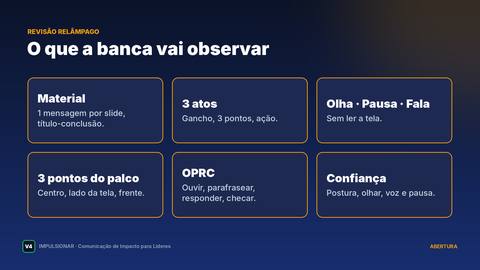 REVISÃO RELÂMPAGO
O que a banca vai observar
Material
1 mensagem por slide,
título-conclusão.
3 atos
Gancho, 3 pontos, ação.
Olha · Pausa · Fala
Sem ler a tela.
3 pontos do palco
Centro, lado da tela, frente.
OPRC
Ouvir, parafrasear,
responder, checar.
Confiança
Postura, olhar, voz e pausa.
V4 IMPULSIONAR · Comunicação de Impacto para Líderes
ABERTURA